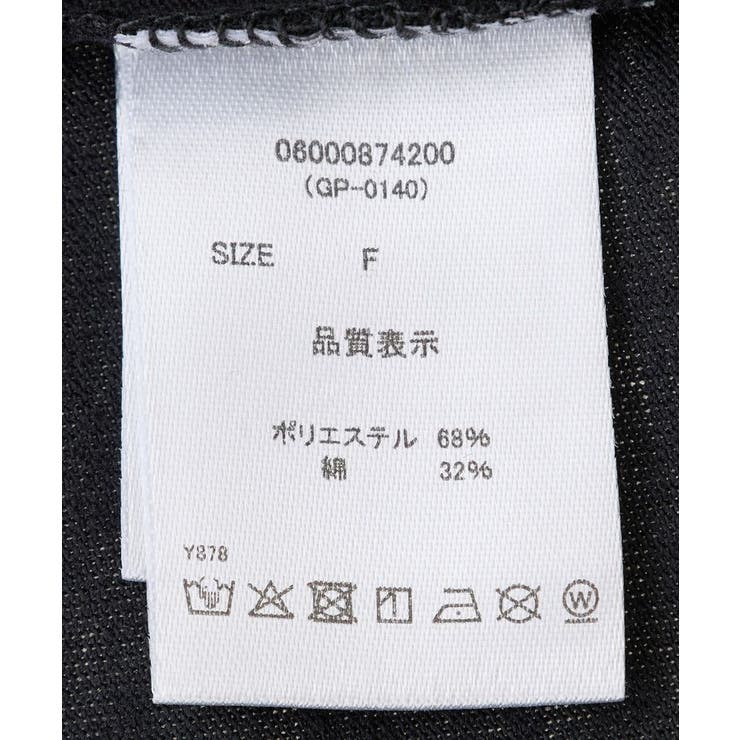 06000874200
(GP-0140)
SIZE F
品質表示
ポリエステル 68%
綿 32%
Y878
W